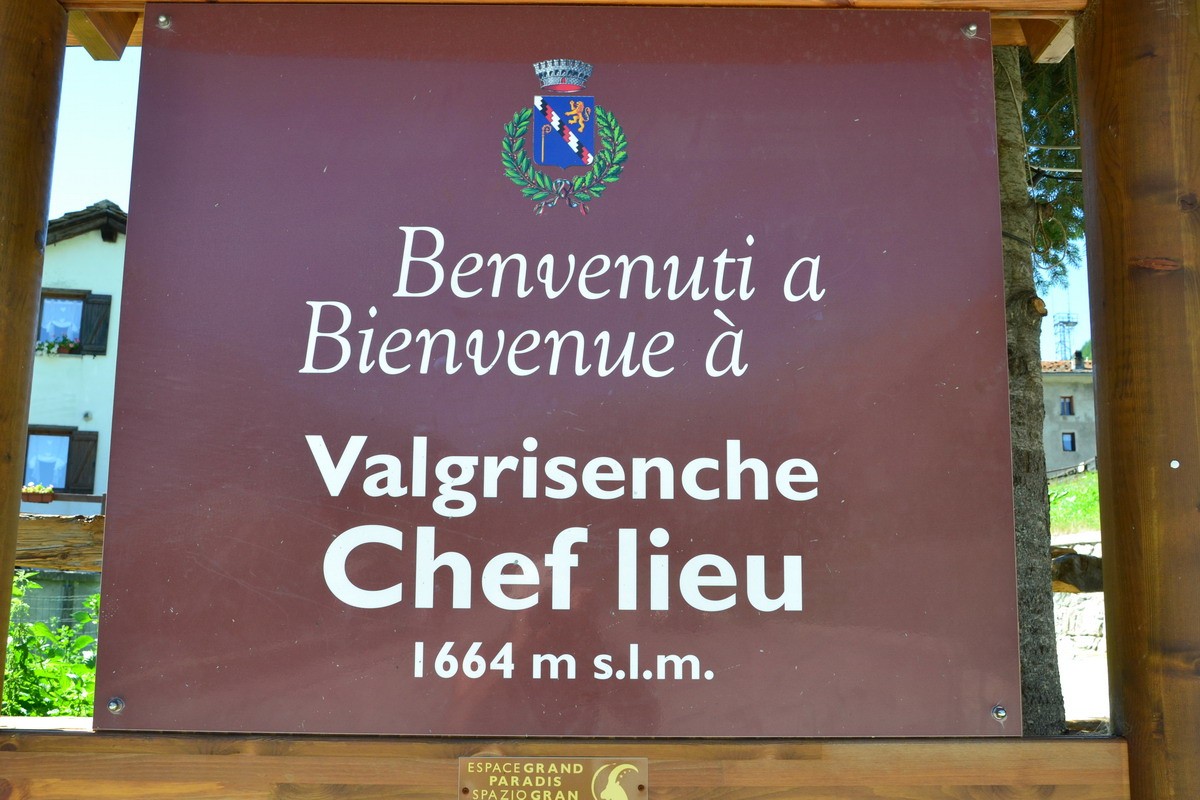 Benvenuti a
Bienvenue à
Valgrisenche
Chef lieu
1664 m s.l.m.
ESPACE GRAND
PARADIS
SPAZIO GRAN